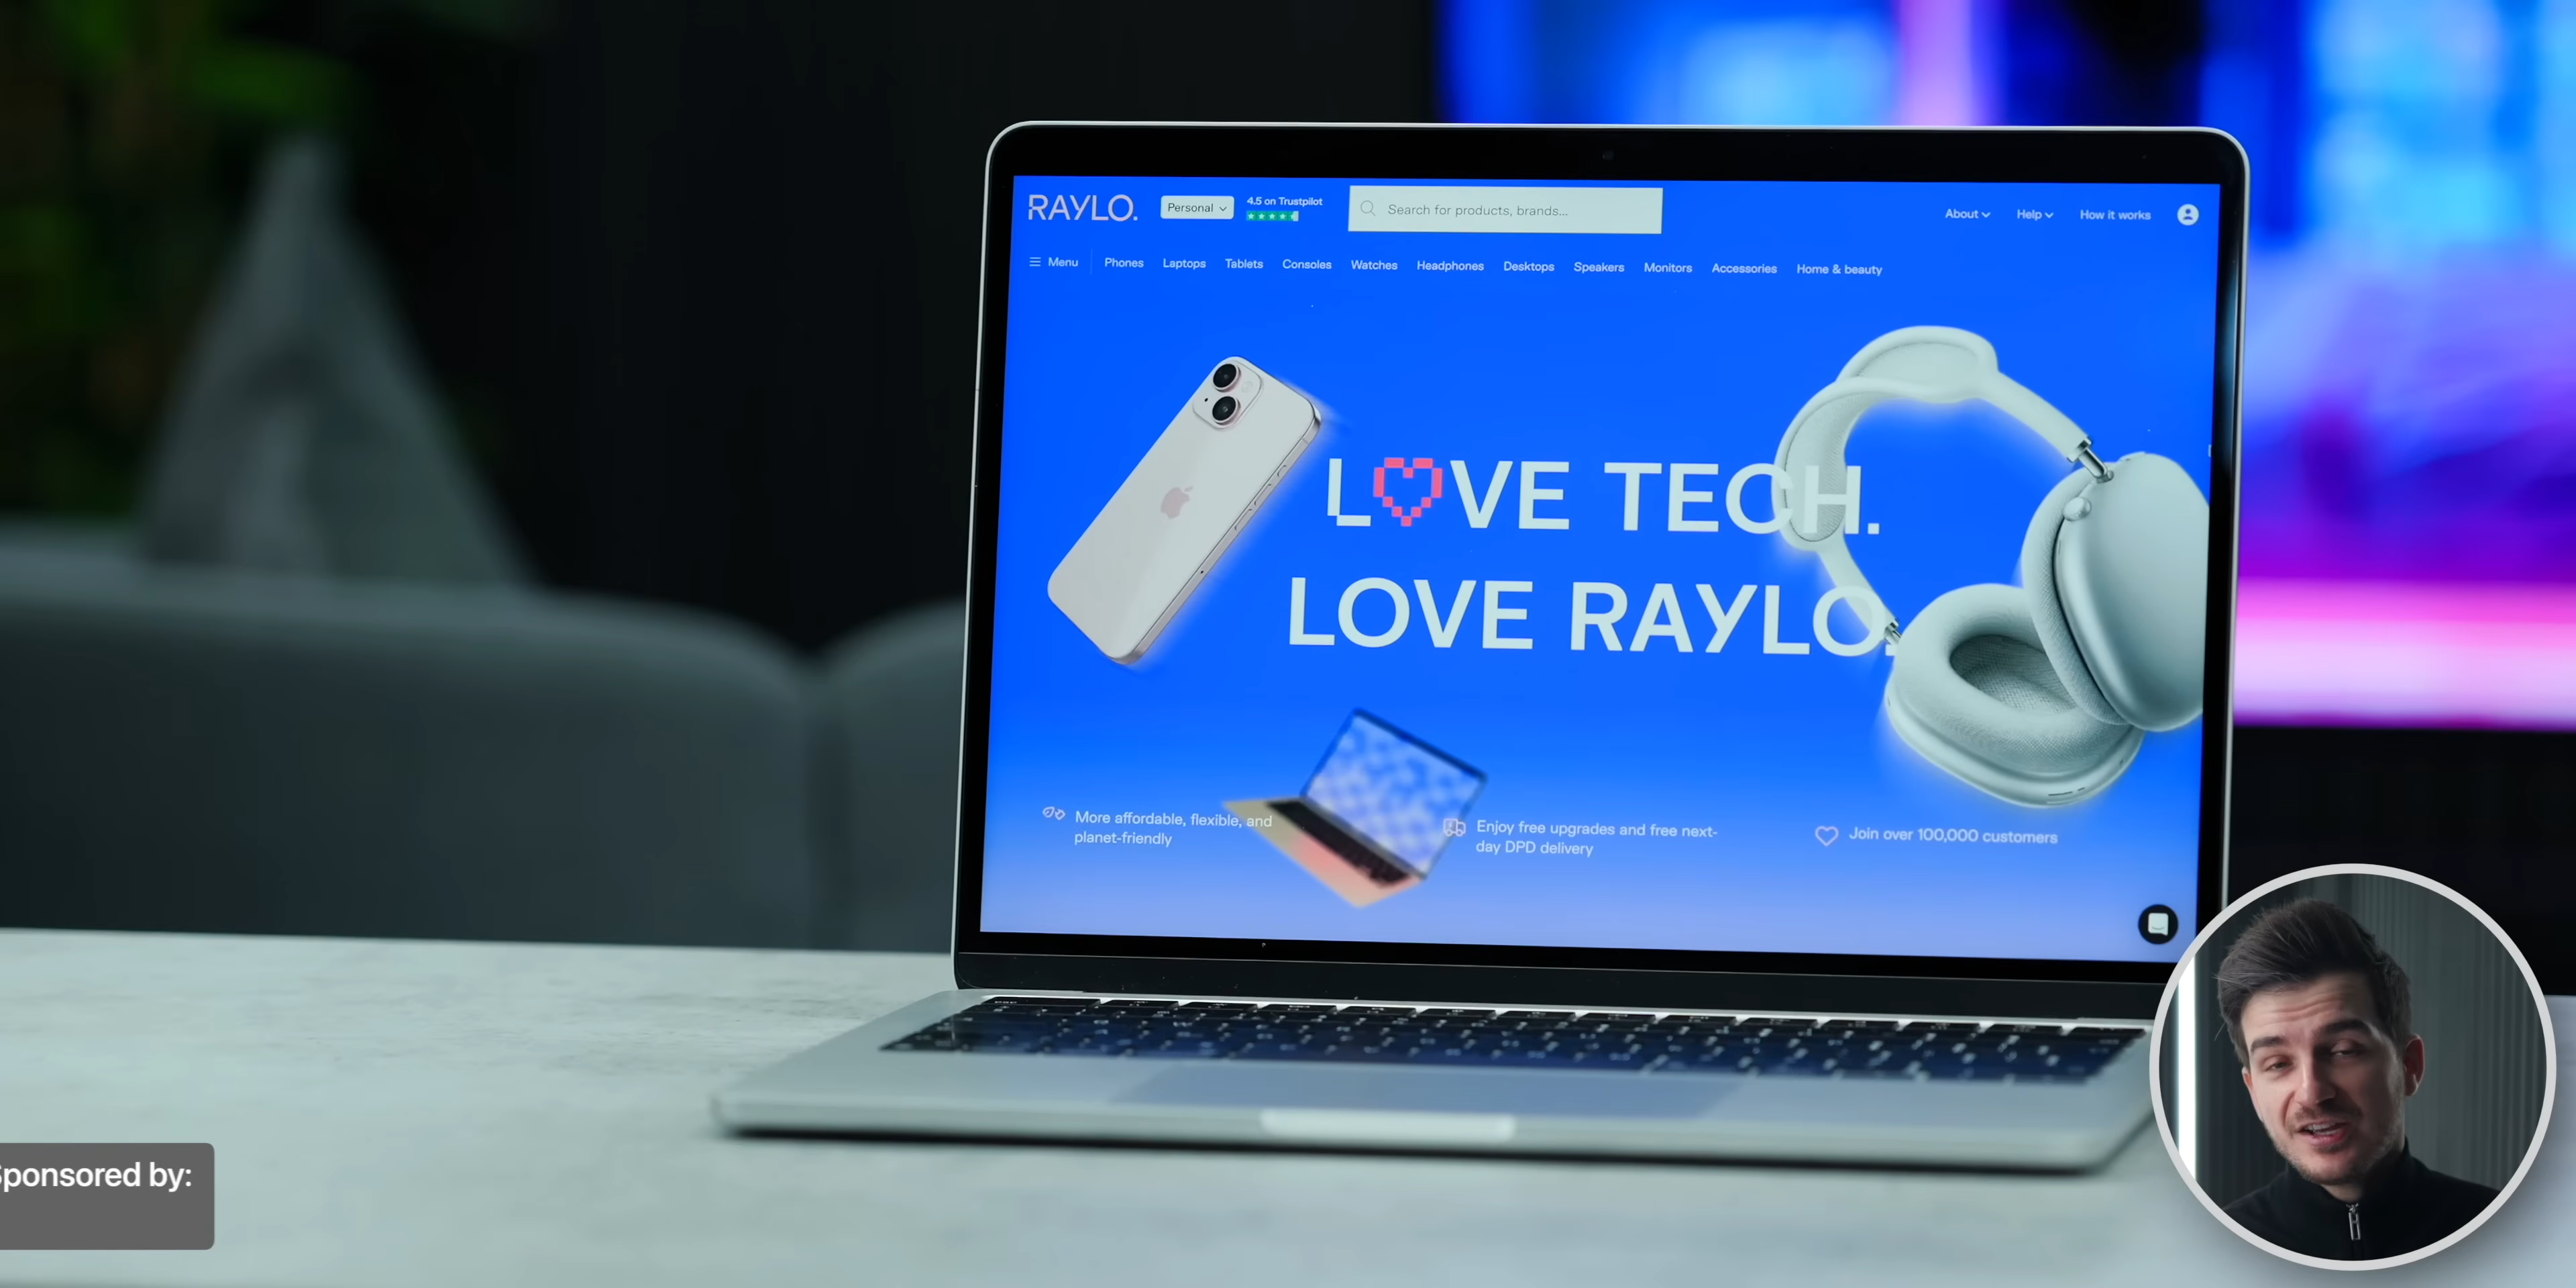 RAYLO.
Personal
4.5 on Trustpilot
Search for products, brands...
About
Help
How it works
Menu
Phones
Laptops
Tablets
Consoles
Watches
Headphones
Desktops
Speakers
Monitors
Accessories
Home & beauty
LOVE TECH.
LOVE RAYLO.
More affordable, flexible, and
planet-friendly
Enjoy free upgrades and free next-
day DPD delivery
Join over 100,000 customers
Sponsored by: